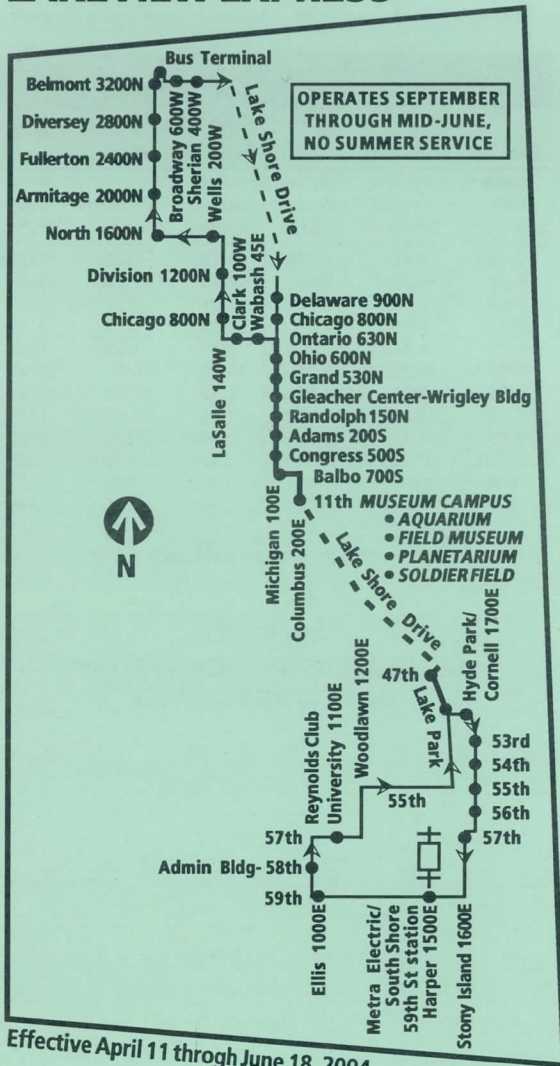 Bus Terminal
Belmont 3200N
Diversey 2800N
Fullerton 2400N
Armitage 2000N
North 1600N
Broadway 600W
Sherian 400W
Wells 200W
Lake Shore Drive
OPERATES SEPTEMBER
THROUGH MID-JUNE,
NO SUMMER SERVICE
Division 1200N
Chicago 800N
LaSalle 140W
Clark 100W
Wabash 45E
Delaware 900N
Chicago 800N
Ontario 630N
Ohio 600N
Grand 530N
Gleacher Center-Wrigley Bldg
Randolph 150N
Adams 200S
Congress 500S
Balbo 700S
Michigan 100E
Columbus 200E
11th MUSEUM CAMPUS
• AQUARIUM
• FIELD MUSEUM
• PLANETARIUM
• SOLDIER FIELD
N
Lake Shore Drive
47th
Lake Park
Hyde Park/
Cornell 1700E
53rd
54th
55th
56th
57th
Reynolds Club
University 1100E
Woodlawn 1200E
55th
57th
Admin Bldg- 58th
59th
Ellis 1000E
Metra Electric/
South Shore
59th St station
Harper 1500E
Stony Island 1600E
Effective April 11 throgh June 18, 2004